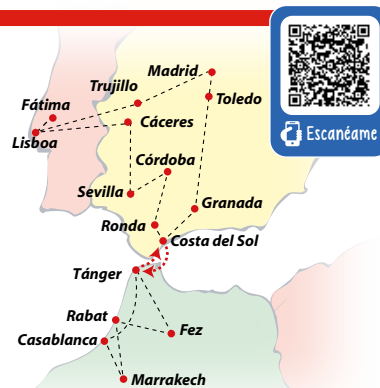 Madrid
Trujillo
Toledo
Fátima
Cáceres
Escanéame
Lisboa
Córdoba
Sevilla
Granada
Ronda
Costa del Sol
Tánger
Rabat
Fez
Casablanca
Marrakech